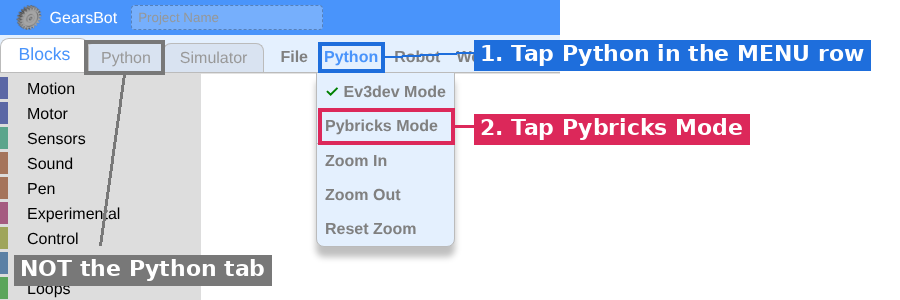 GearsBot Project Name
Blocks Python Simulator File Python Robot
1. Tap Python in the MENU row
Ev3dev Mode
Pybricks Mode
2. Tap Pybricks Mode
Zoom In
Zoom Out
Reset Zoom
Motion
Motor
Sensors
Sound
Pen
Experimental
Control
NOT the Python tab
Loops